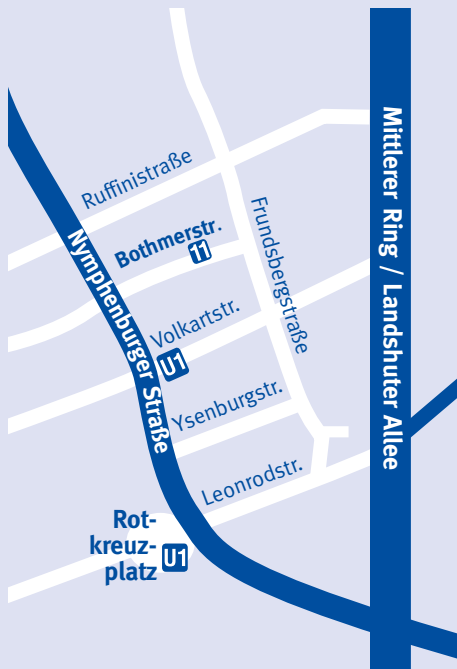 Mittlerer Ring / Landshuter Allee
Ruffinistraße
Bothmerstr.
11
Frundsbergstraße
Nymphenburger Straße
Volkartstr.
U1
Ysenburgstr.
Leonrodstr.
Rot-
kreuz-
platz
U1